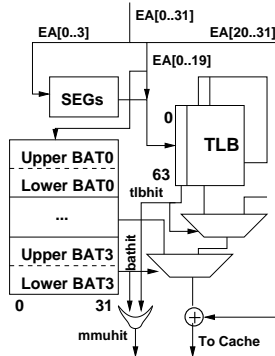 EA[0..31]
EA[0..3]
EA[20..31]
EA[0..19]
SEGs
0
TLB
63
Upper BAT0
Lower BAT0
...
Upper BAT3
Lower BAT3
0 31
tlbhit
bathit
mmuhit
To Cache